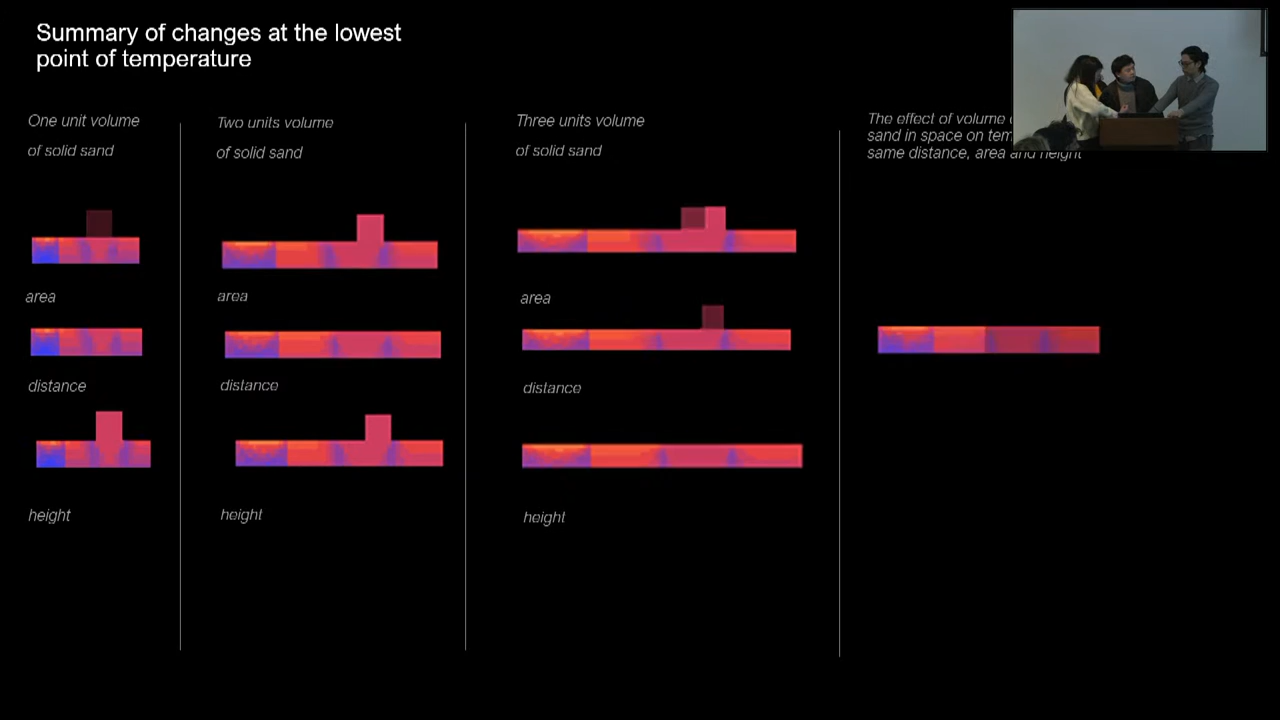 Summary of changes at the lowest
point of temperature
One unit volume
of solid sand
area
distance
height
Two units volume
of solid sand
area
distance
height
Three units volume
of solid sand
area
distance
height
The effect of volume
sand in space on
same distance, area and height